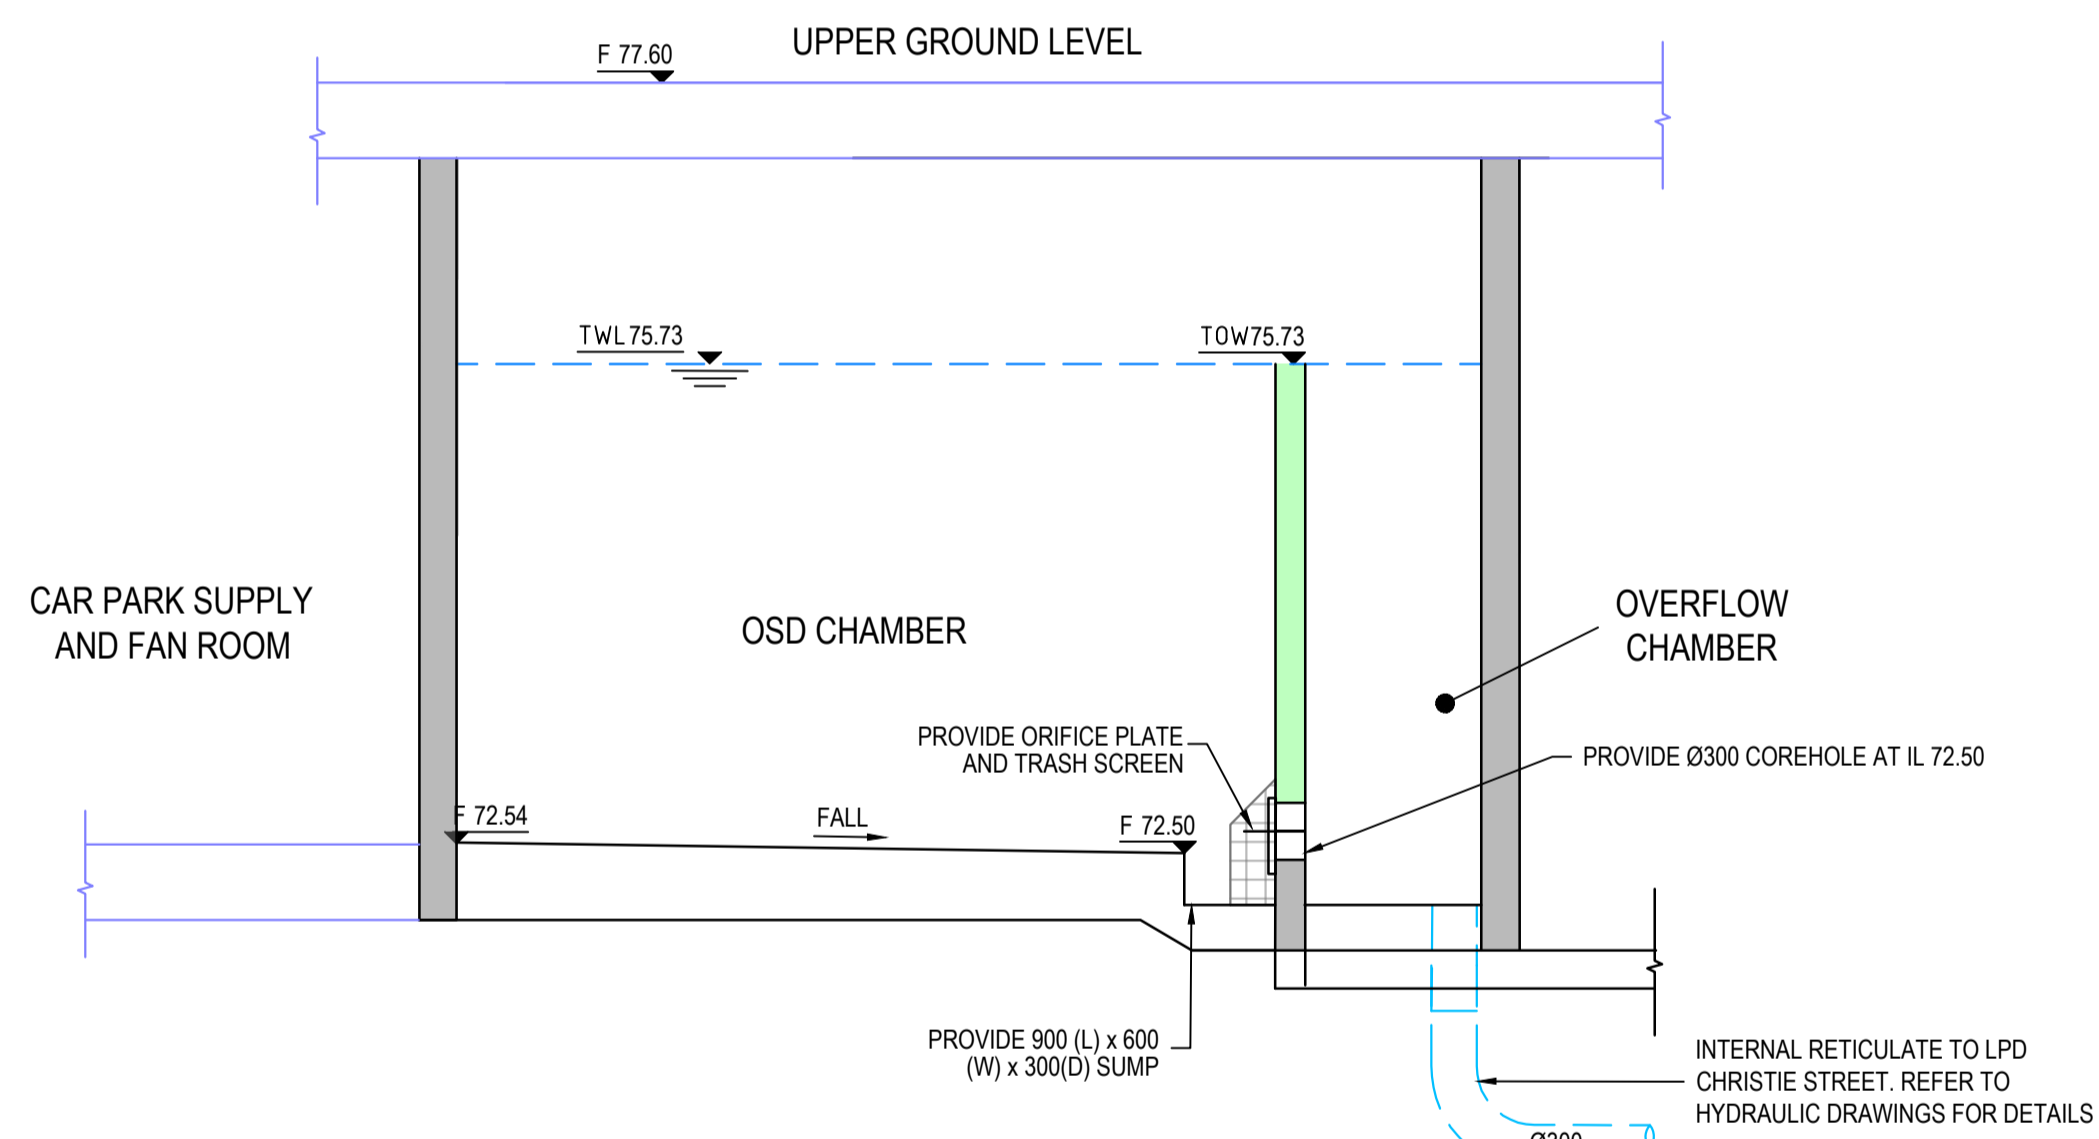 UPPER GROUND LEVEL
F 77.60
TWL75.73
TOW75.73
CAR PARK SUPPLY
AND FAN ROOM
OSD CHAMBER
OVERFLOW
CHAMBER
PROVIDE ORIFICE PLATE
AND TRASH SCREEN
PROVIDE Ø300 COREHOLE AT IL 72.50
F 72.54
FALL
F 72.50
PROVIDE 900 (L) x 600
(W) x 300(D) SUMP
INTERNAL RETICULATE TO LPD
CHRISTIE STREET. REFER TO
HYDRAULIC DRAWINGS FOR DETAILS